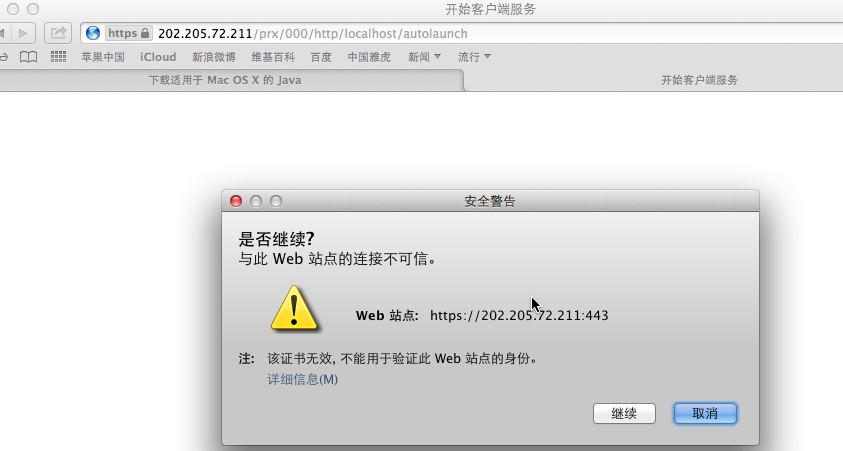 开始客户端服务
https 202.205.72.211/prx/000/http/localhost/autolaunch
苹果中国 iCloud 新浪微博 维基百科 百度 中国雅虎 新闻 流行
下载适用于 Mac OS X 的 Java 开始客户端服务
安全警告
是否继续?
与此 Web 站点的连接不可信。
Web 站点: https://202.205.72.211:443
注: 该证书无效, 不能用于验证此 Web 站点的身份。
详细信息(M)
继续 取消